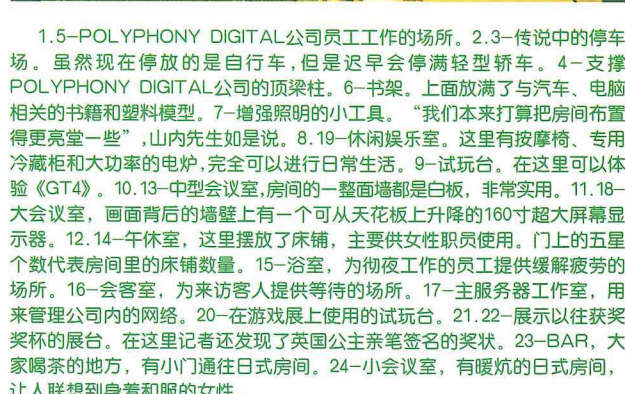 1.5-POLYPHONY DIGITAL公司员工工作的场所。2.3-传说中的停车
场。虽然现在停放的是自行车,但是迟早会停满轻型轿车。4-支撑
POLYPHONY DIGITAL公司的顶梁柱。6-书架。上面放满了与汽车、电脑
相关的书籍和塑料模型。7-增强照明的小工具。“我们本来打算把房间布置
得更亮堂一些”,山内先生如是说。8.19-休闲娱乐室。这里有按摩椅、专用
冷藏柜和大功率的电炉,完全可以进行日常生活。9-试玩台。在这里可以体
验《GT4》。10.13-中型会议室,房间的一整面墙都是白板，非常实用。11.18-
大会议室，画面背后的墙壁上有一个可从天花板上升降的160寸超大屏幕显
示器。12.14-午休室，这里摆放了床铺，主要供女性职员使用。门上的五星
个数代表房间里的床铺数量。15-浴室，为彻夜工作的员工提供缓解疲劳的
场所。16-会客室，为来访客人提供等待的场所。17-主服务器工作室，用
来管理公司内的网络。20-在游戏展上使用的试玩台。21.22-展示以往获奖
奖杯的展台。在这里记者还发现了英国公主亲笔签名的奖状。23-BAR，大
家喝茶的地方，有小门通往日式房间。24-小会议室，有暖炕的日式房间，
让人联想到身着和服的女性